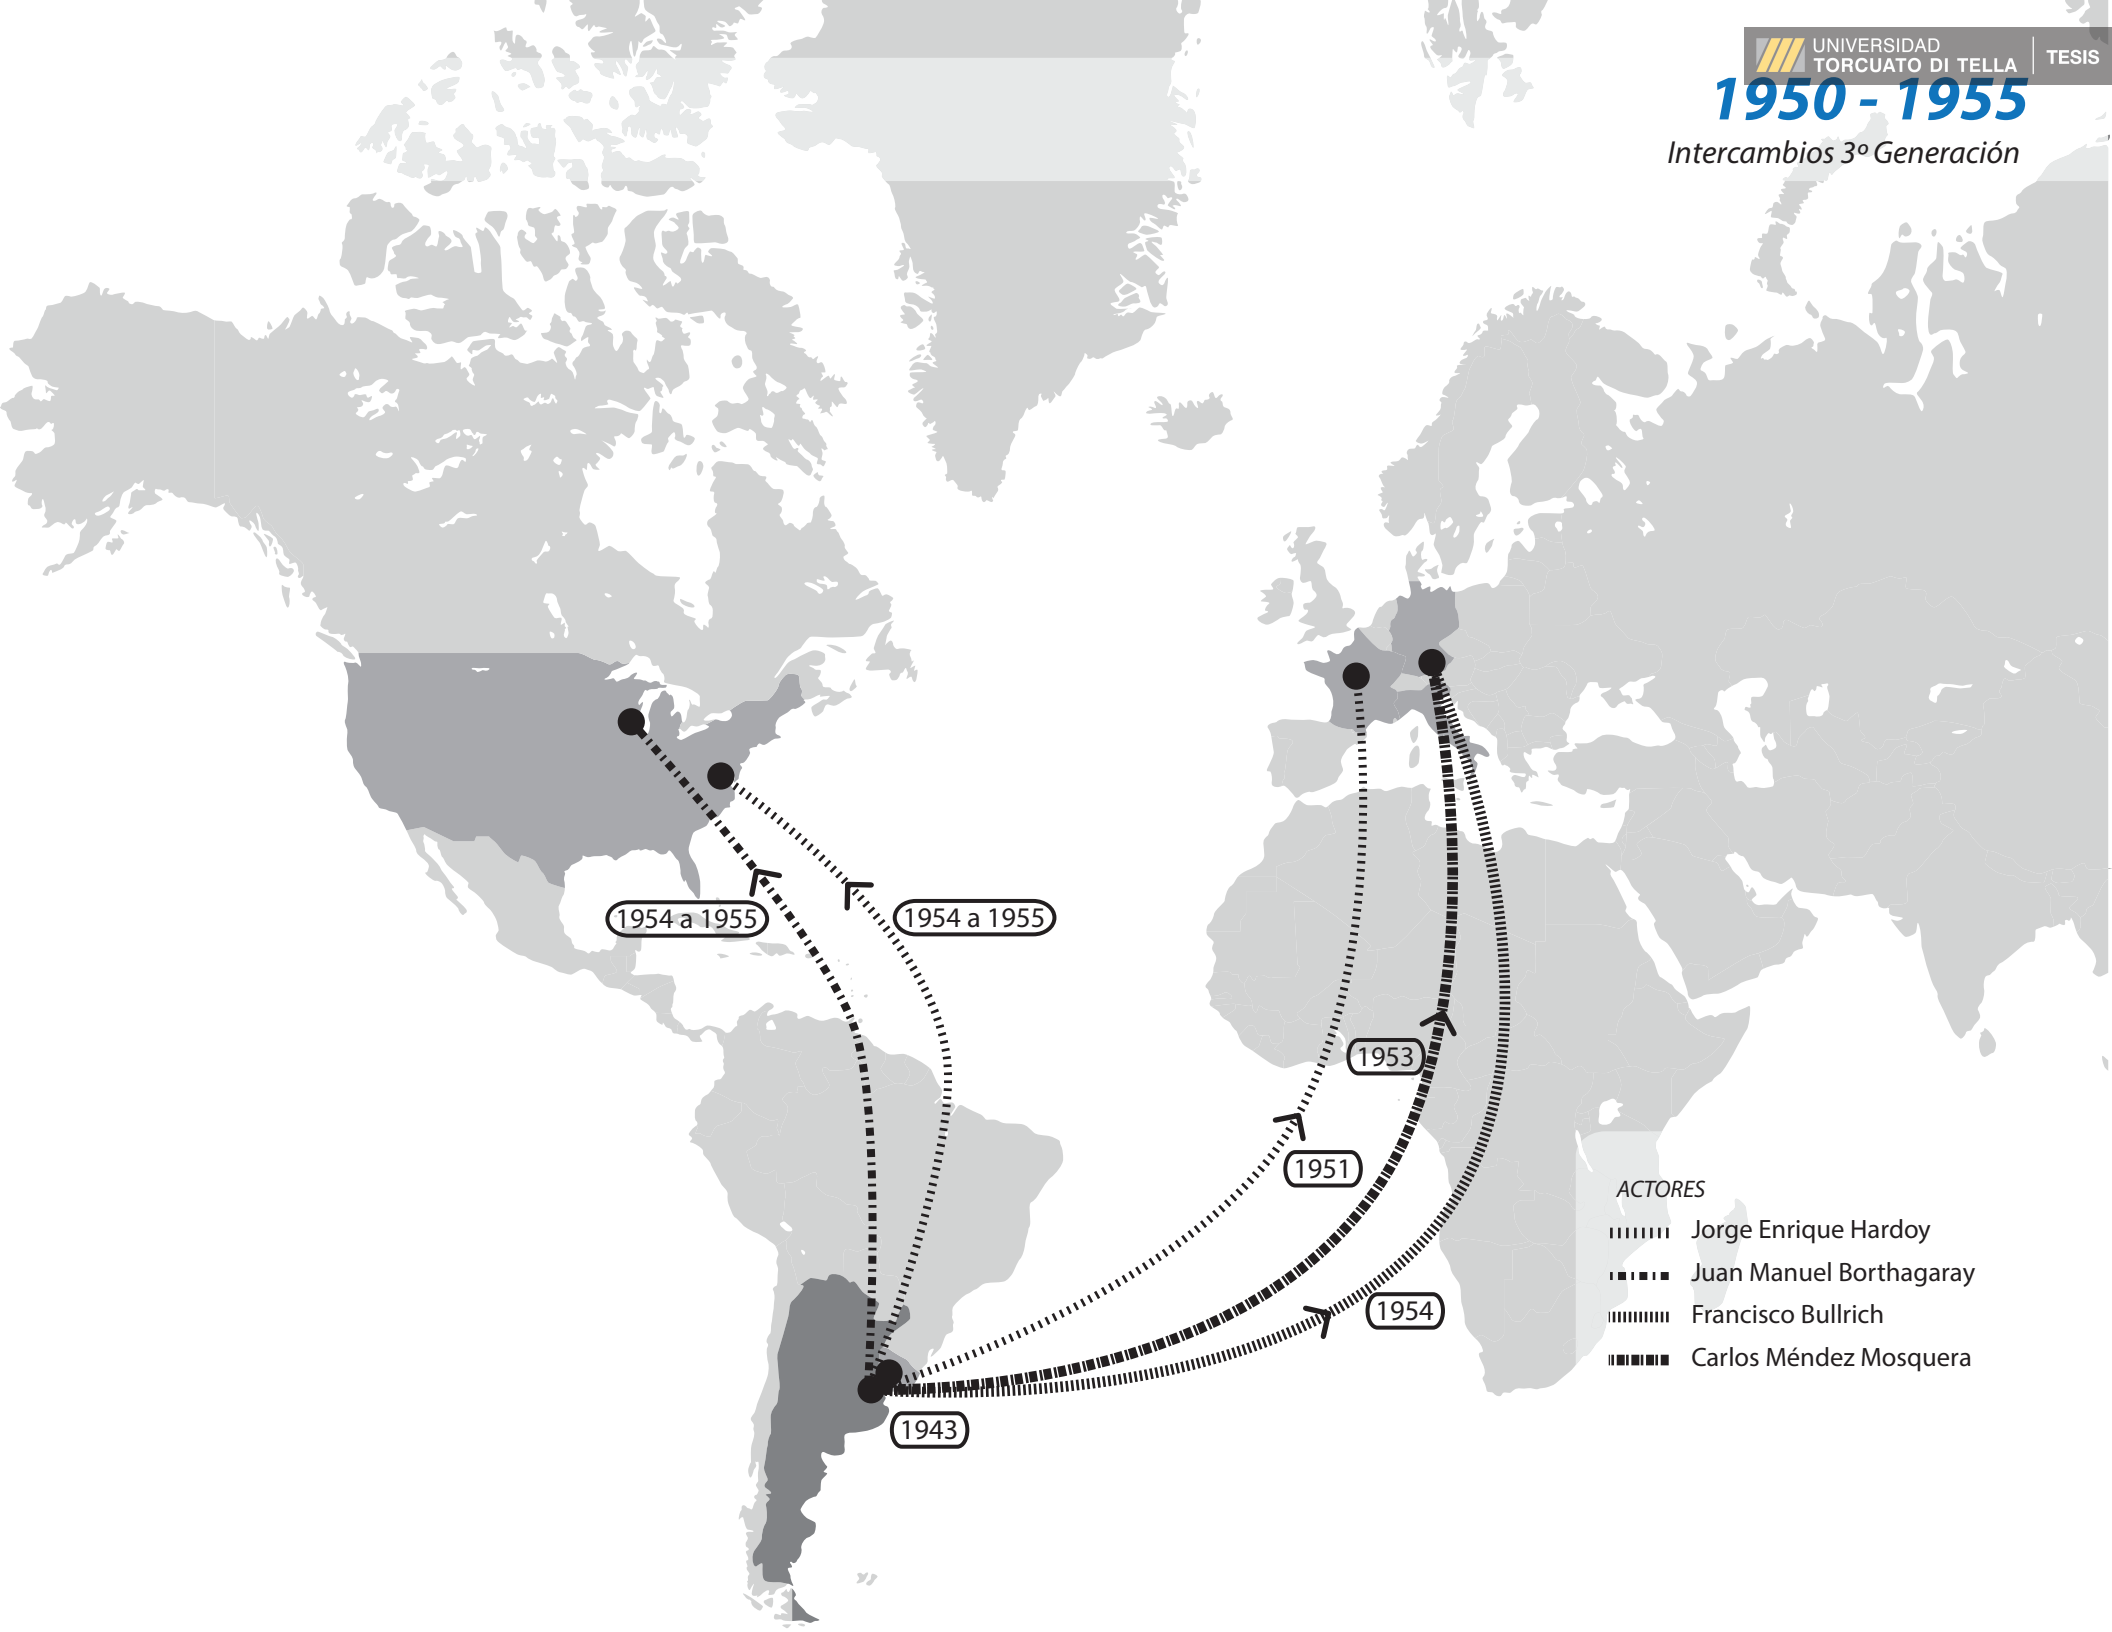 UNIVERSIDAD
TORCUATO DI TELLA
TESIS
1950 - 1955
Intercambios 3º Generación
1954 a 1955
1954 a 1955
1953
1951
1954
1943
ACTORES
Jorge Enrique Hardoy
Juan Manuel Borthagaray
Francisco Bullrich
Carlos Méndez Mosquera